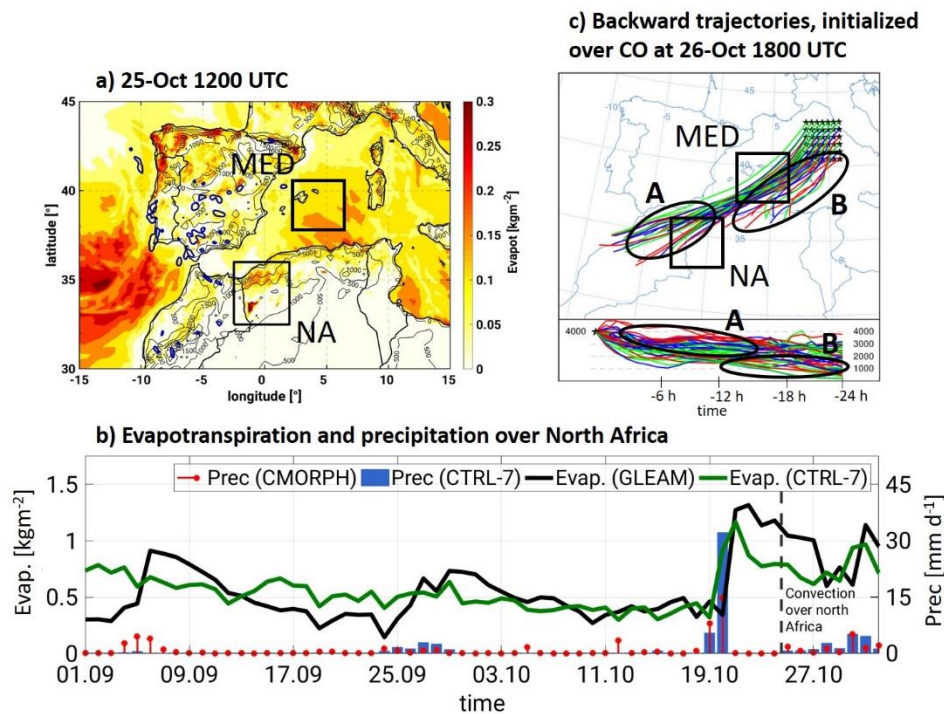 c) Backward trajectories, initialized
over CO at 26-Oct 1800 UTC
a) 25-Oct 1200 UTC
45
40
35
30
latitude [°]
-15
-10
-5
0
5
10
15
longitude [°]
MED
NA
0.3
0.25
0.2
0.15
0.1
0.05
0
Evapot [kgm-2]
MED
A
B
NA
A
B
4000
4000
3000
2000
1000
-6 h
-12 h
-18 h
-24 h
time
b) Evapotranspiration and precipitation over North Africa
Prec (CMORPH) Prec (CTRL-7) Evap. (GLEAM) Evap. (CTRL-7)
1.5
1
0.5
0
Evap. [kgm-2]
45
30
15
0
Prec [mm d-1]
Convection
over north
Africa
01.09 09.09 17.09 25.09 03.10 11.10 19.10 27.10
time